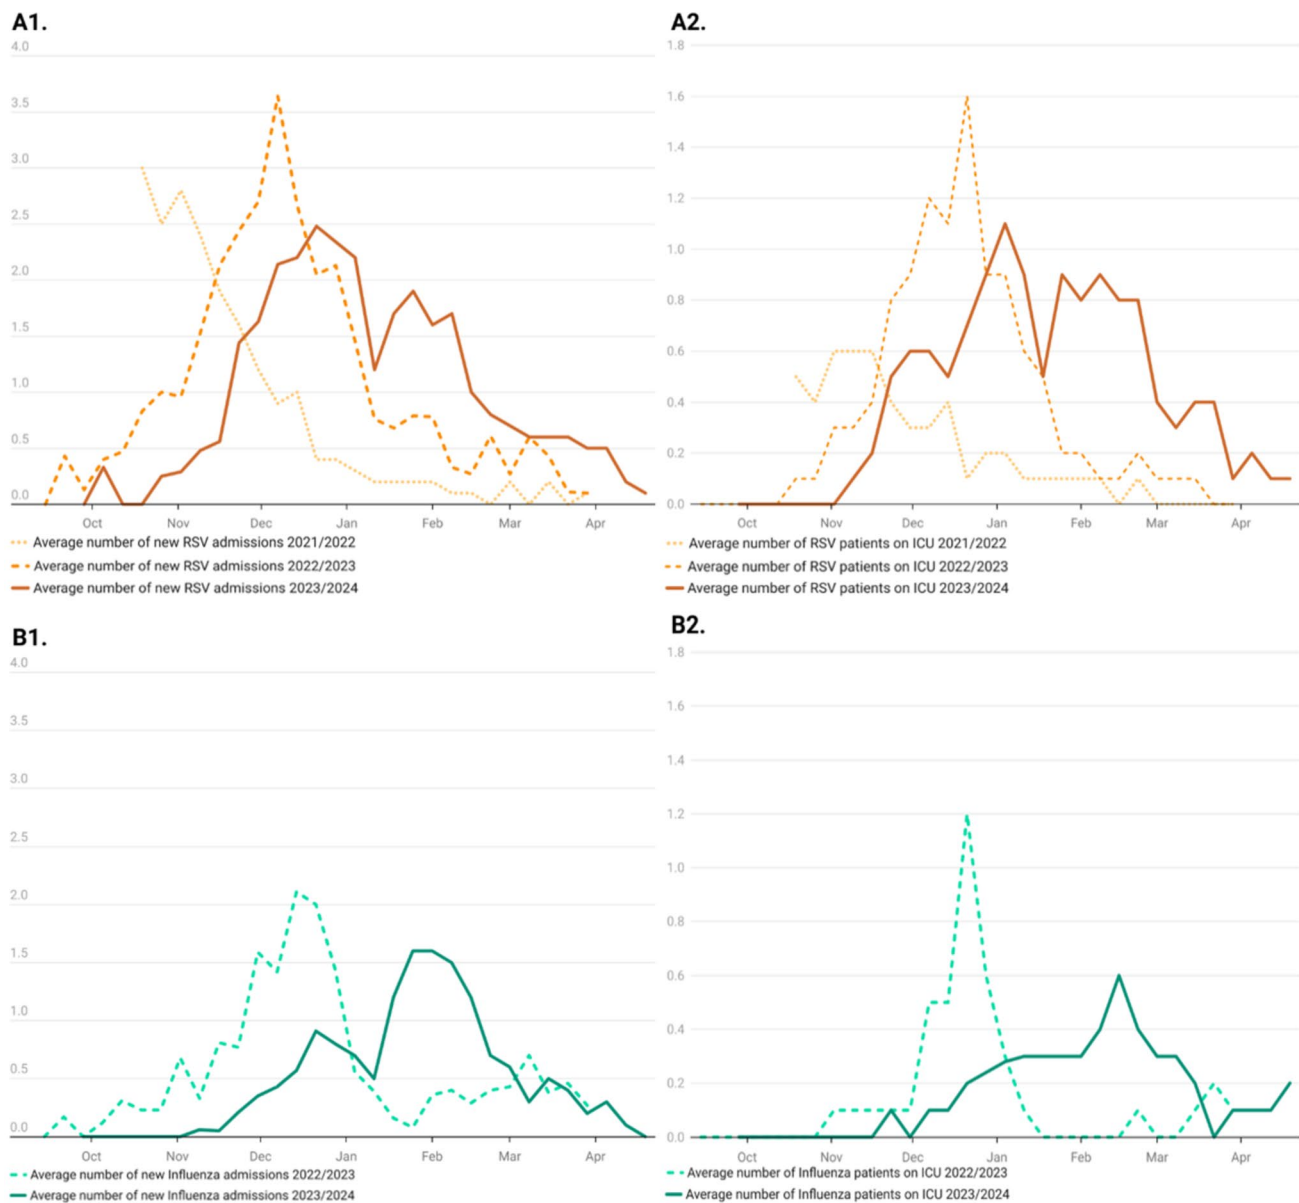 A1.
4.0
3.5
3.0
2.5
2.0
1.5
1.0
0.5
0.0
Oct Nov Dec Jan Feb Mar Apr
Average number of new RSV admissions 2021/2022
Average number of new RSV admissions 2022/2023
Average number of new RSV admissions 2023/2024
A2.
1.8
1.6
1.4
1.2
1.0
0.8
0.6
0.4
0.2
0.0
Oct Nov Dec Jan Feb Mar Apr
Average number of RSV patients on ICU 2021/2022
Average number of RSV patients on ICU 2022/2023
Average number of RSV patients on ICU 2023/2024
B1.
4.0
3.5
3.0
2.5
2.0
1.5
1.0
0.5
0.0
Oct Nov Dec Jan Feb Mar Apr
Average number of new Influenza admissions 2022/2023
Average number of new Influenza admissions 2023/2024
B2.
1.8
1.6
1.4
1.2
1.0
0.8
0.6
0.4
0.2
0.0
Oct Nov Dec Jan Feb Mar Apr
Average number of Influenza patients on ICU 2022/2023
Average number of Influenza patients on ICU 2023/2024